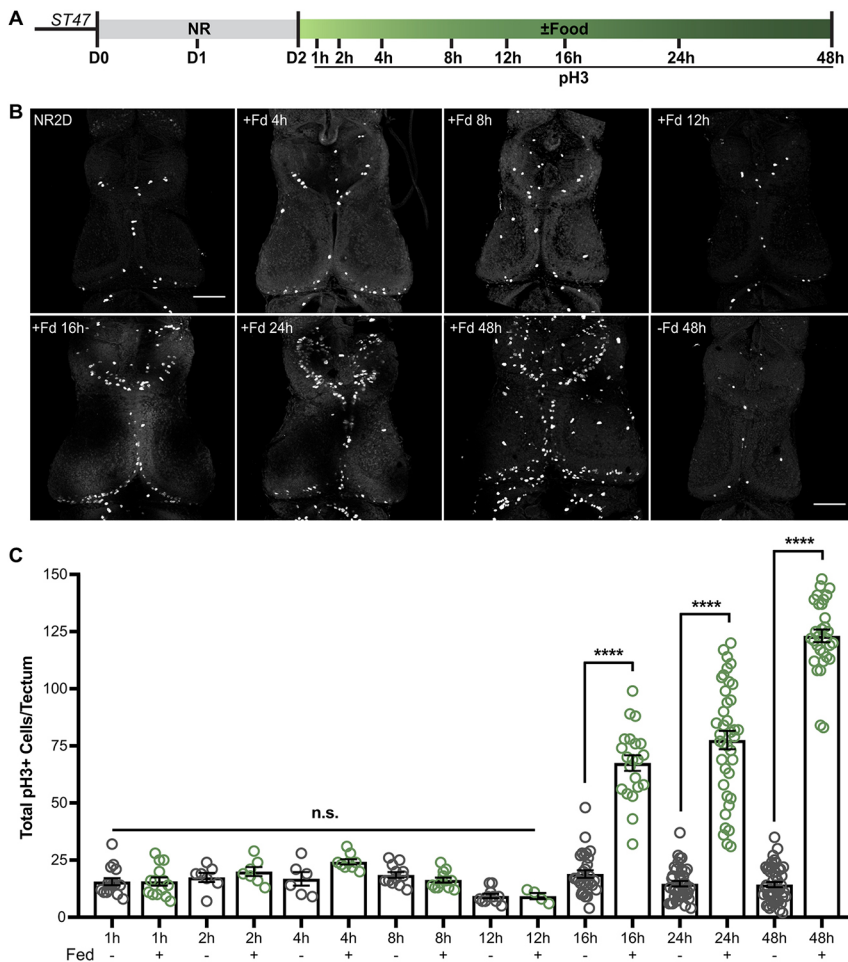 A
ST47
NR
±Food
D0 D1 D2 1h 2h 4h 8h 12h 16h 24h 48h
pH3
B
NR2D +Fd 4h +Fd 8h +Fd 12h
+Fd 16h +Fd 24h +Fd 48h -Fd 48h
C
Total pH3+ Cells/Tectum
150
125
100
75
50
25
0
n.s.
**** **** ****
1h 1h 2h 2h 4h 4h 8h 8h 12h 12h 16h 16h 24h 24h 48h 48h
Fed - + - + - + - + - + - + - + - +